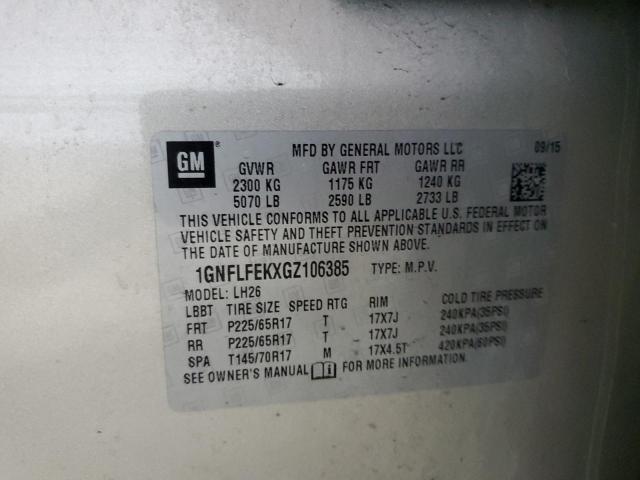 GM ® MFD BY GENERAL MOTORS LLC 09/15
GVWR GAWR FRT GAWR RR
2300 KG 1175 KG 1240 KG
5070 LB 2590 LB 2733 LB
THIS VEHICLE CONFORMS TO ALL APPLICABLE U.S. FEDERAL MOTOR
VEHICLE SAFETY AND THEFT PREVENTION STANDARDS IN EFFECT ON
THE DATE OF MANUFACTURE SHOWN ABOVE.
1GNFLFEKXGZ106385 TYPE: M.P.V.
MODEL: LH26
LBBT TIRE SIZE SPEED RTG RIM COLD TIRE PRESSURE
FRT P225/65R17 T 17X7J 240KPA(35PSI)
RR P225/65R17 T 17X7J 240KPA(35PSI)
SPA T145/70R17 M 17X4.5T 420KPA(60PSI)
SEE OWNER'S MANUAL FOR MORE INFORMATION.